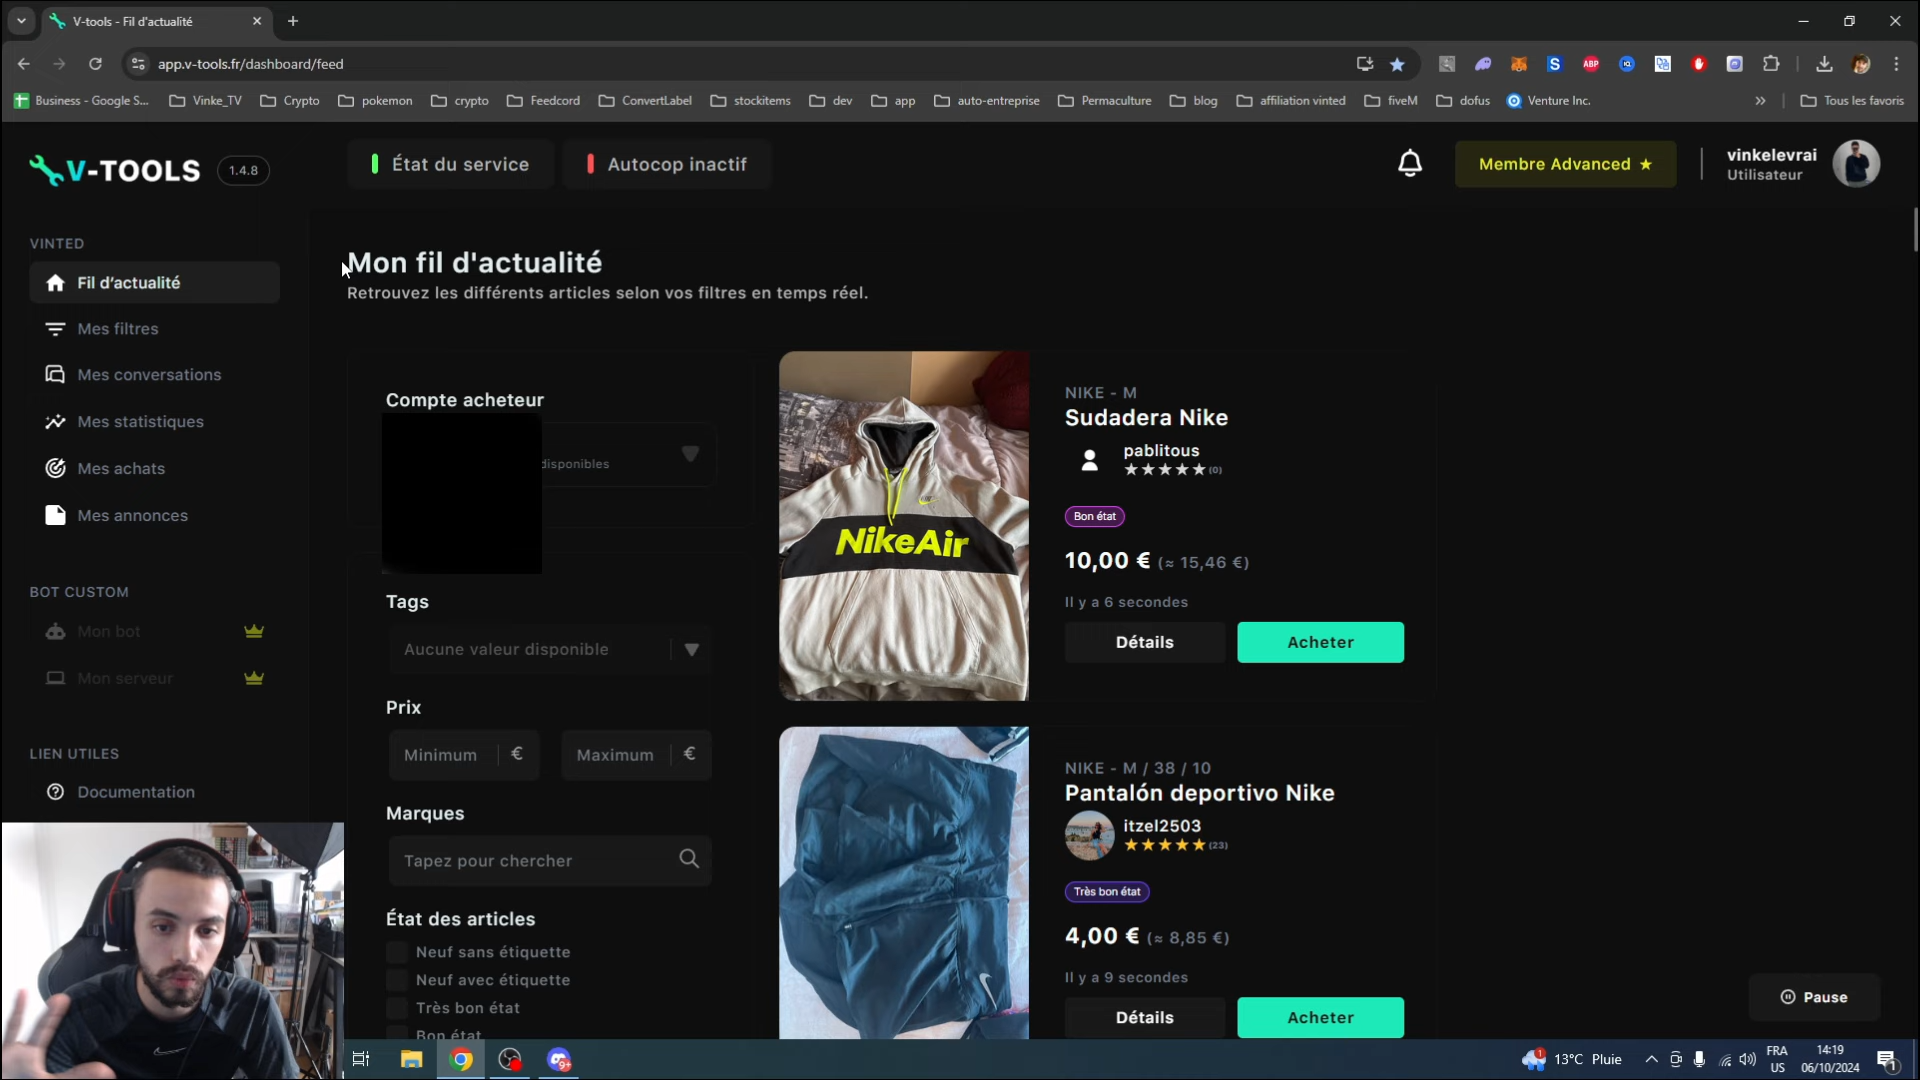 V-tools - Fil d'actualité
app.v-tools.fr/dashboard/feed
Business - Google S...
Vinke_TV
Crypto
pokemon
crypto
Feedcord
ConvertLabel
stockitems
dev
app
auto-entreprise
Permaculture
blog
affiliation vinted
fiveM
dofus
Venture Inc.
Tous les favoris
V-TOOLS
1.4.8
État du service
Autocop inactif
Membre Advanced
vinkelevrai
Utilisateur
VINTED
Fil d'actualité
Mes filtres
Mes conversations
Mes statistiques
Mes achats
Mes annonces
BOT CUSTOM
Mon bot
Mon serveur
LIEN UTILES
Documentation
Mon fil d'actualité
Retrouvez les différents articles selon vos filtres en temps réel.
Compte acheteur
disponibles
Tags
Aucune valeur disponible
Prix
Minimum €
Maximum €
Marques
Tapez pour chercher
État des articles
Neuf sans étiquette
Neuf avec étiquette
Très bon état
Bon état
NikeAir
NIKE - M
Sudadera Nike
pablitous
(0)
Bon état
10,00 € (≈ 15,46 €)
Il y a 6 secondes
Détails
Acheter
NIKE - M / 38 / 10
Pantalón deportivo Nike
itzel2503
(23)
Très bon état
4,00 € (≈ 8,85 €)
Il y a 9 secondes
Détails
Acheter
Pause
13°C Pluie
FRA
US
14:19
06/10/2024